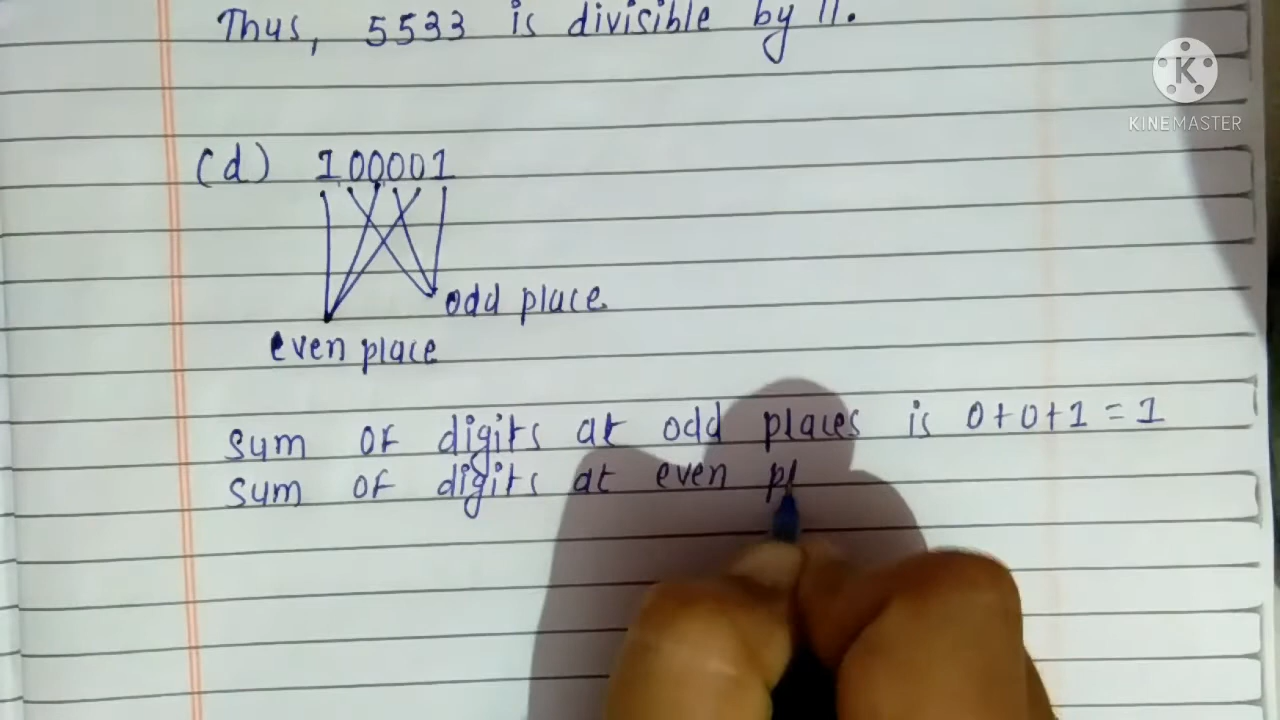 Thus, 5533 is divisible by 11.
KINEMASTER
(d) 100001
odd place
even place
Sum of digits at odd places is 0+0+1=1
Sum of digits at even pl